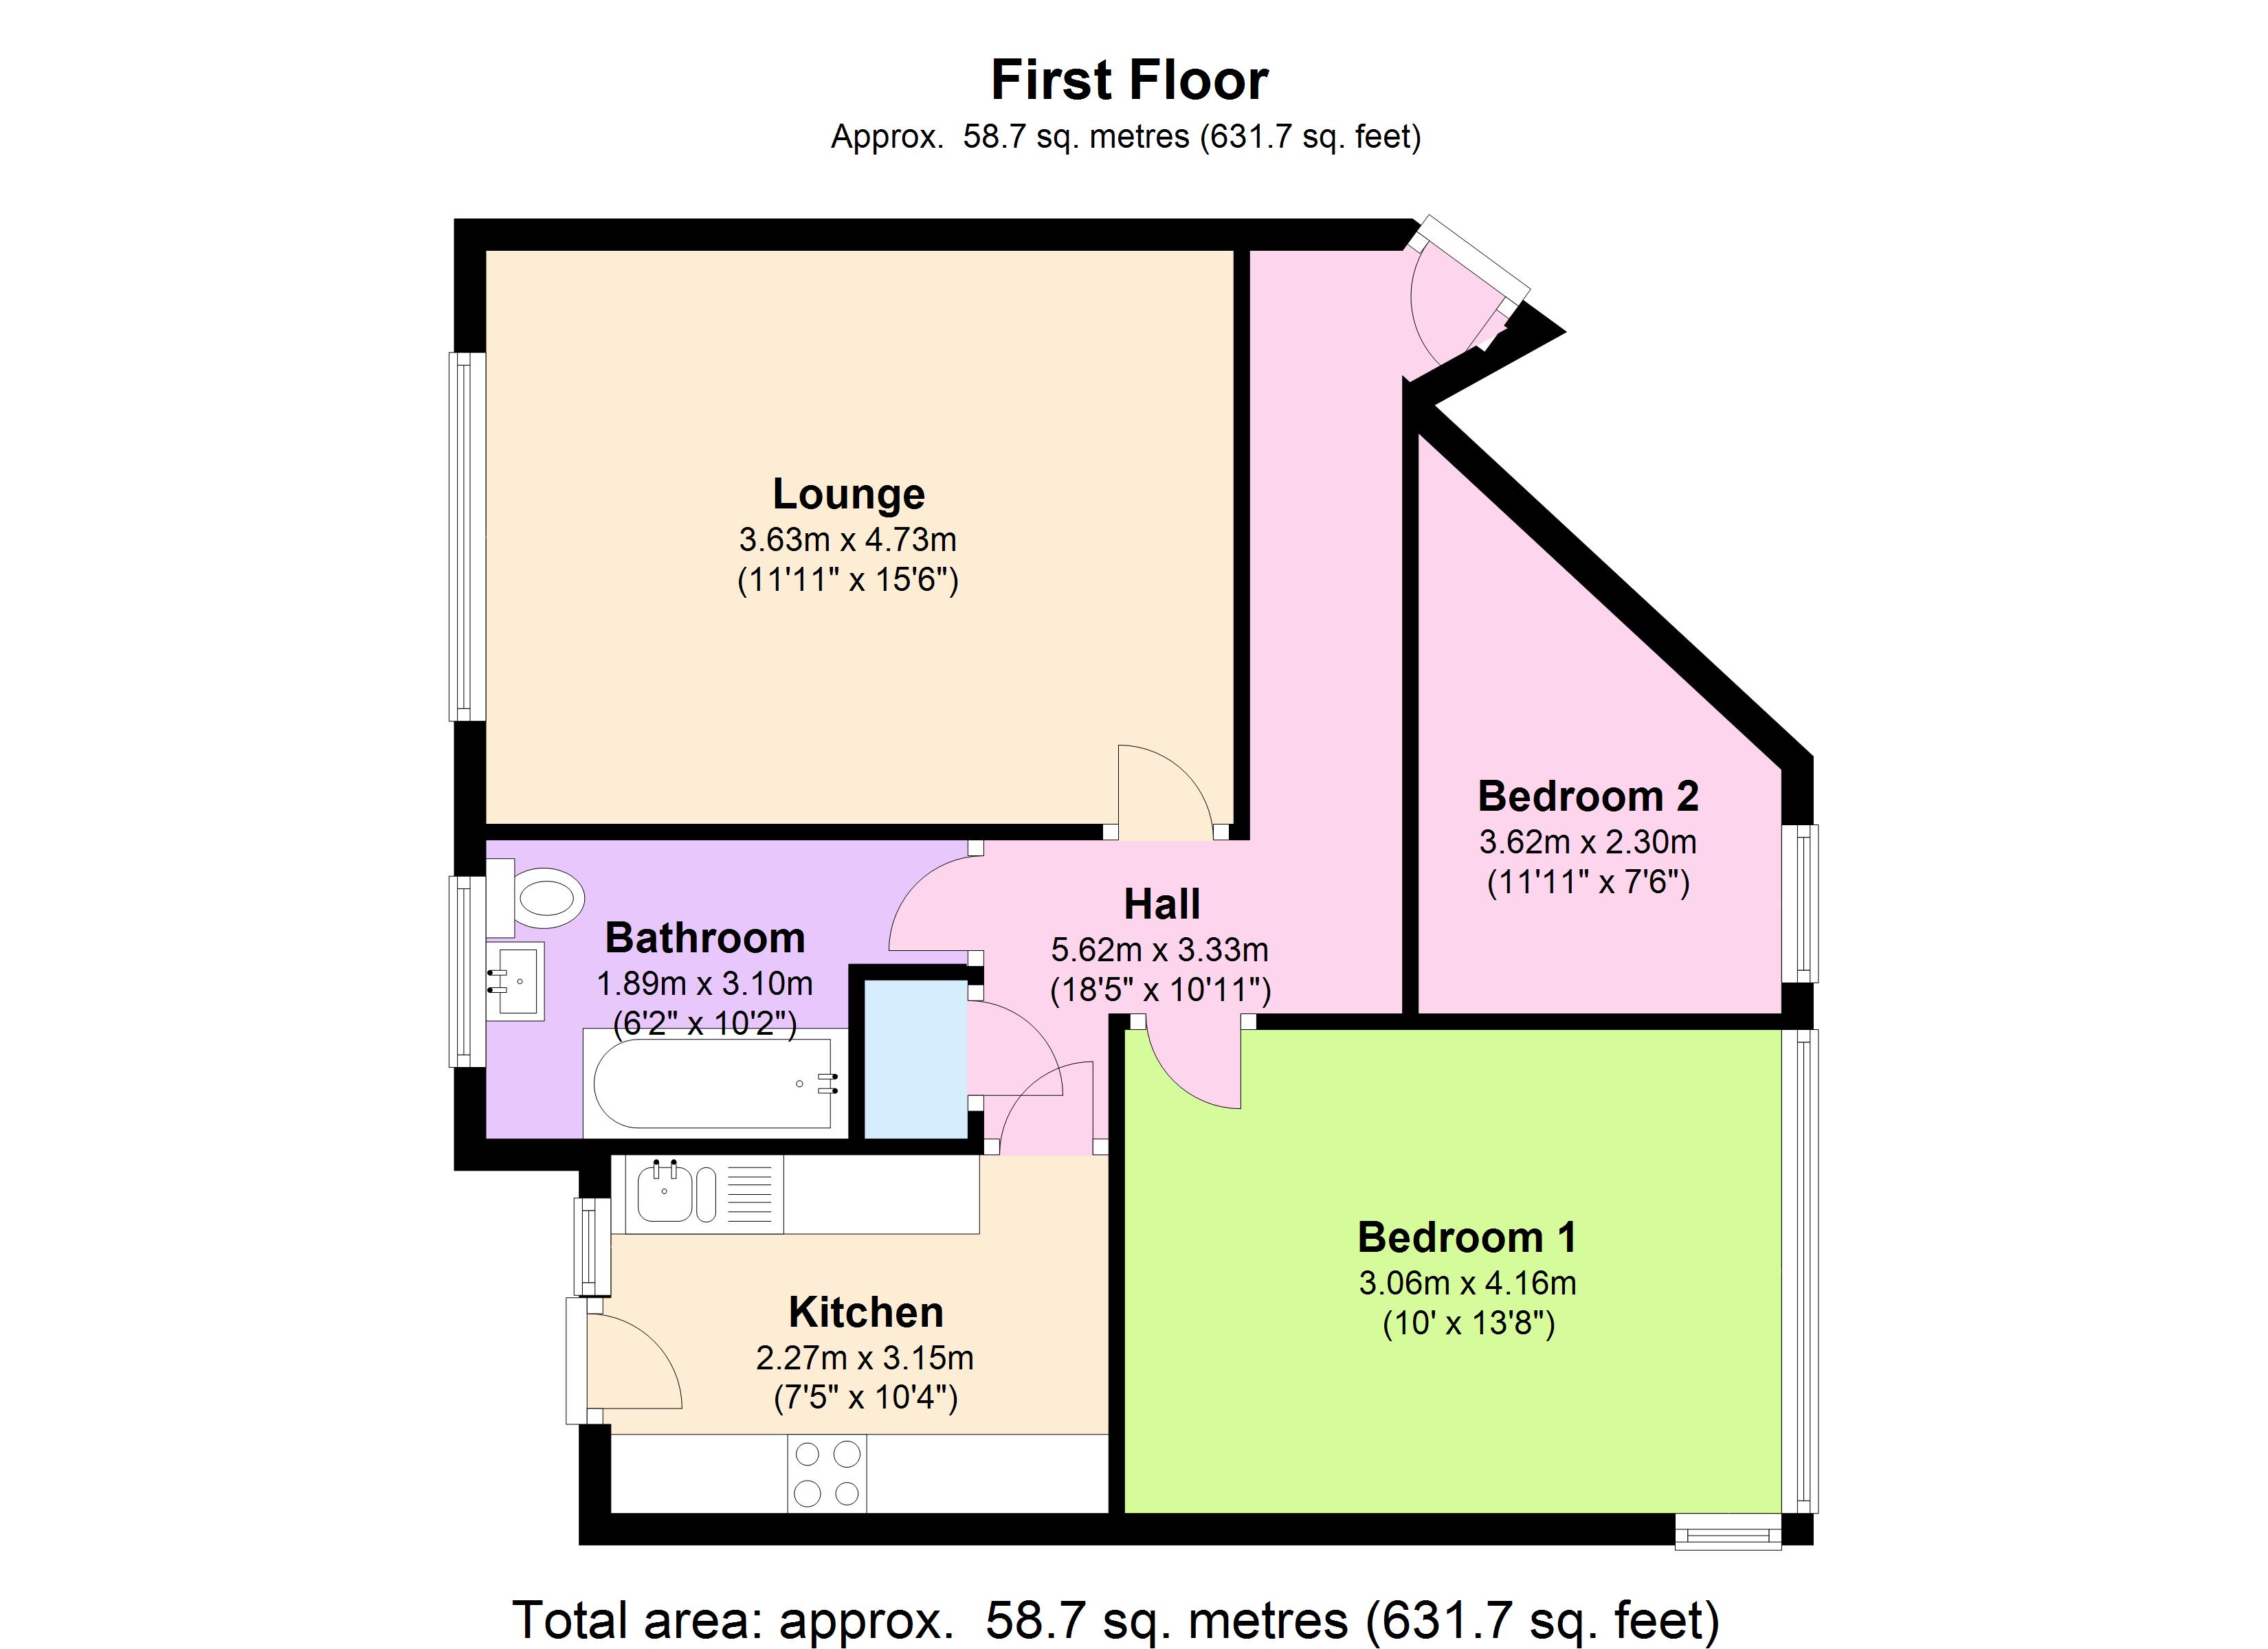 First Floor
Approx.  58.7 sq. metres (631.7 sq. feet)
Lounge
3.63m x 4.73m
(11'11" x 15'6")
Bedroom 2
3.62m x 2.30m
(11'11" x 7'6")
Hall
5.62m x 3.33m
(18'5" x 10'11")
Bathroom
1.89m x 3.10m
(6'2" x 10'2")
Bedroom 1
3.06m x 4.16m
(10' x 13'8")
Kitchen
2.27m x 3.15m
(7'5" x 10'4")
Total area: approx.  58.7 sq. metres (631.7 sq. feet)